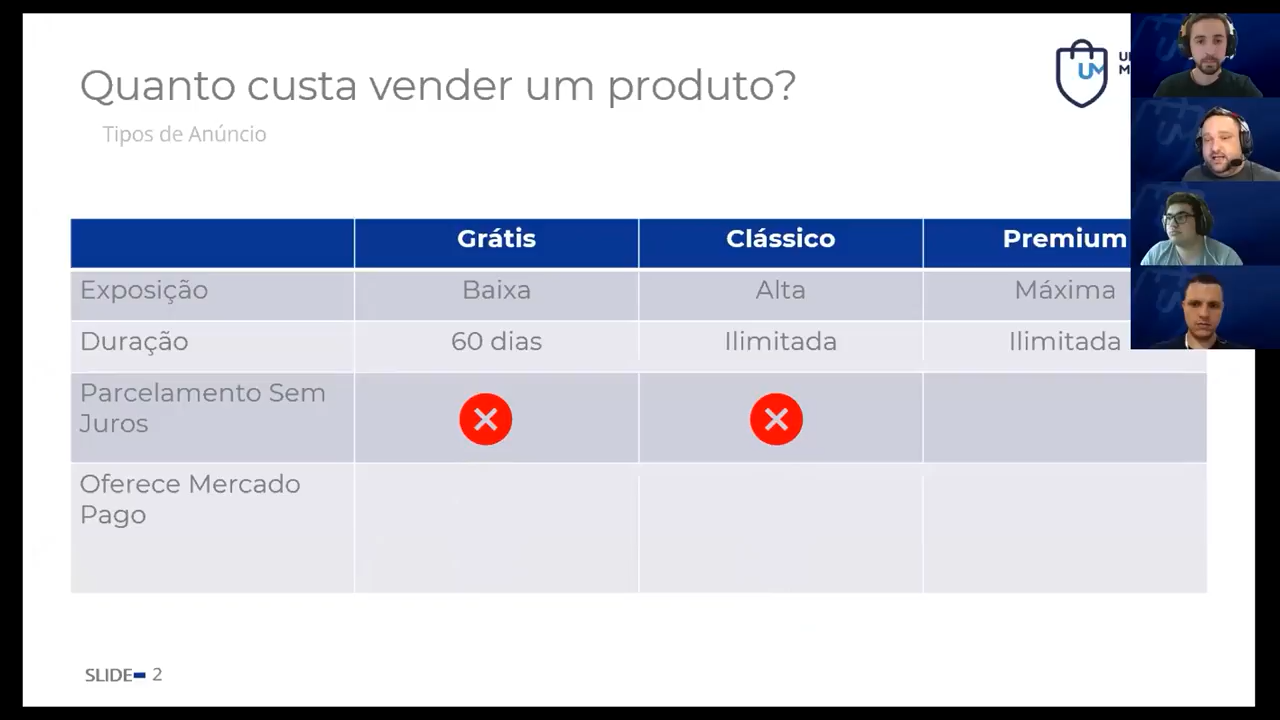 Quanto custa vender um produto?
Tipos de Anúncio
UM
Grátis Clássico Premium
Exposição Baixa Alta Máxima
Duração 60 dias Ilimitada Ilimitada
Parcelamento Sem
Juros
Oferece Mercado
Pago
SLIDE 2